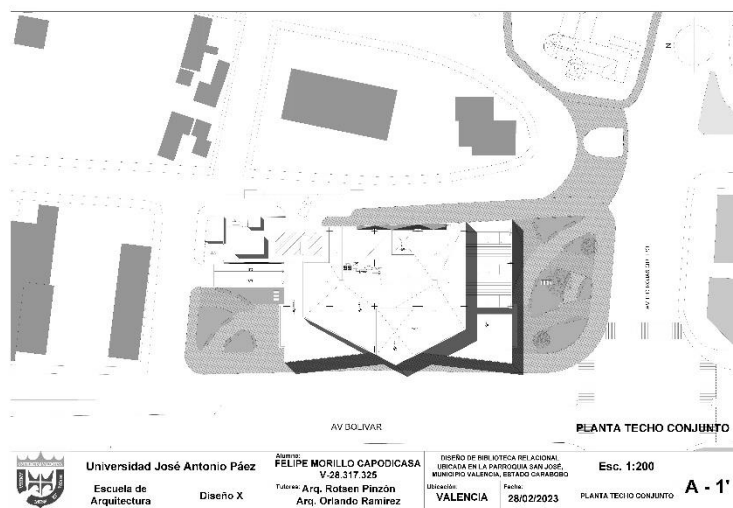 N
AV BOLIVAR
PLANTA TECHO CONJUNTO
Universidad José Antonio Páez
Escuela de
Arquitectura
Diseño X
Alumno:
FELIPE MORILLO CAPODICASA
V-28.317.325
Tutores: Arq. Rotsen Pinzón
Arq. Orlando Ramirez
DISEÑO DE BIBLIOTECA RELACIONAL
UBICADA EN LA PARROQUIA SAN JOSÉ,
MUNICIPIO VALENCIA, ESTADO CARABOBO
Ubicación:
VALENCIA
Fecha:
28/02/2023
Esc. 1:200
PLANTA TECHO CONJUNTO
A - 1'